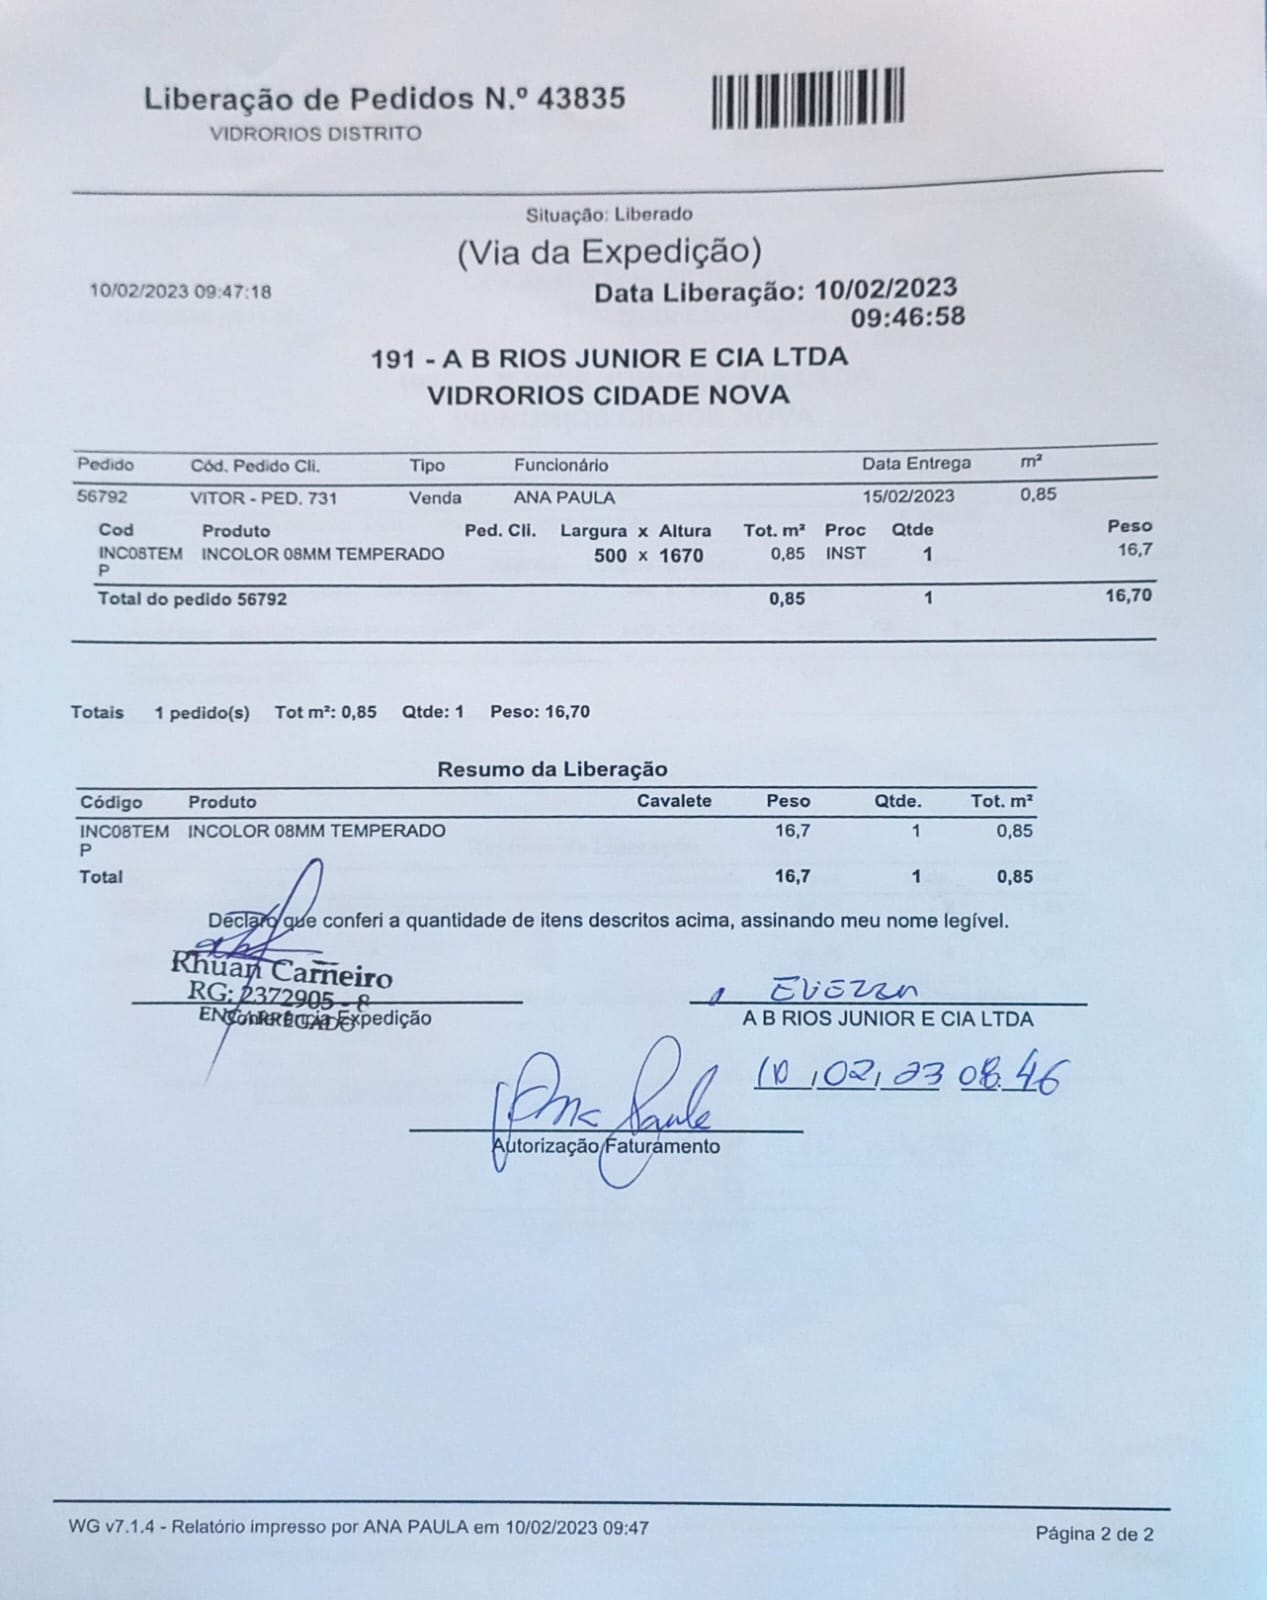 Liberação de Pedidos N.º 43835
VIDRORIOS DISTRITO
Situação: Liberado
(Via da Expedição)
10/02/2023 09:47:18 Data Liberação: 10/02/2023
09:46:58
191 - A B RIOS JUNIOR E CIA LTDA
VIDRORIOS CIDADE NOVA
Pedido Cód. Pedido Cli. Tipo Funcionário Data Entrega m²
56792 VITOR - PED. 731 Venda ANA PAULA 15/02/2023 0,85
Cod Produto Ped. Cli. Largura x Altura Tot. m² Proc Qtde Peso
INC08TEM INCOLOR 08MM TEMPERADO 500 x 1670 0,85 INST 1 16,7
P
Total do pedido 56792 0,85 1 16,70
Totais 1 pedido(s) Tot m²: 0,85 Qtde: 1 Peso: 16,70
Resumo da Liberação
Código Produto Cavalete Peso Qtde. Tot. m²
INC08TEM INCOLOR 08MM TEMPERADO 16,7 1 0,85
P
Total 16,7 1 0,85
Declaro que conferi a quantidade de itens descritos acima, assinando meu nome legível.
Rhuan Carneiro
RG: 2372905 - 8
ENCARREGADO
Conferência Expedição
A B RIOS JUNIOR E CIA LTDA
10,02,23 08.46
Ana Paula
Autorização Faturamento
WG v7.1.4 - Relatório impresso por ANA PAULA em 10/02/2023 09:47
Página 2 de 2